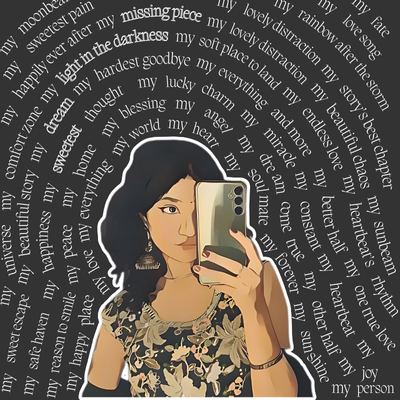 my moonbeam
my sweetest pain
my fate
my love song
my happily ever after my missing piece my lovely distraction my rainbow after the storm
my comfort zone my light in the darkness my soft place to land my lovely distraction my story's best chapter
my universe my beautiful story my dream my hardest goodbye my everything and more my endless love my beautiful chaos my sunbeam
my sweet escape my happiness my sweetest thought my lucky charm my miracle my better half my heartbeat's rhythm
my safe haven my peace my home my blessing my angel my dream come true my constant my heartbeat my one true love
my reason to smile my love my everything my world my heart my soul mate my forever my other half my joy
my happy place my sunshine my person